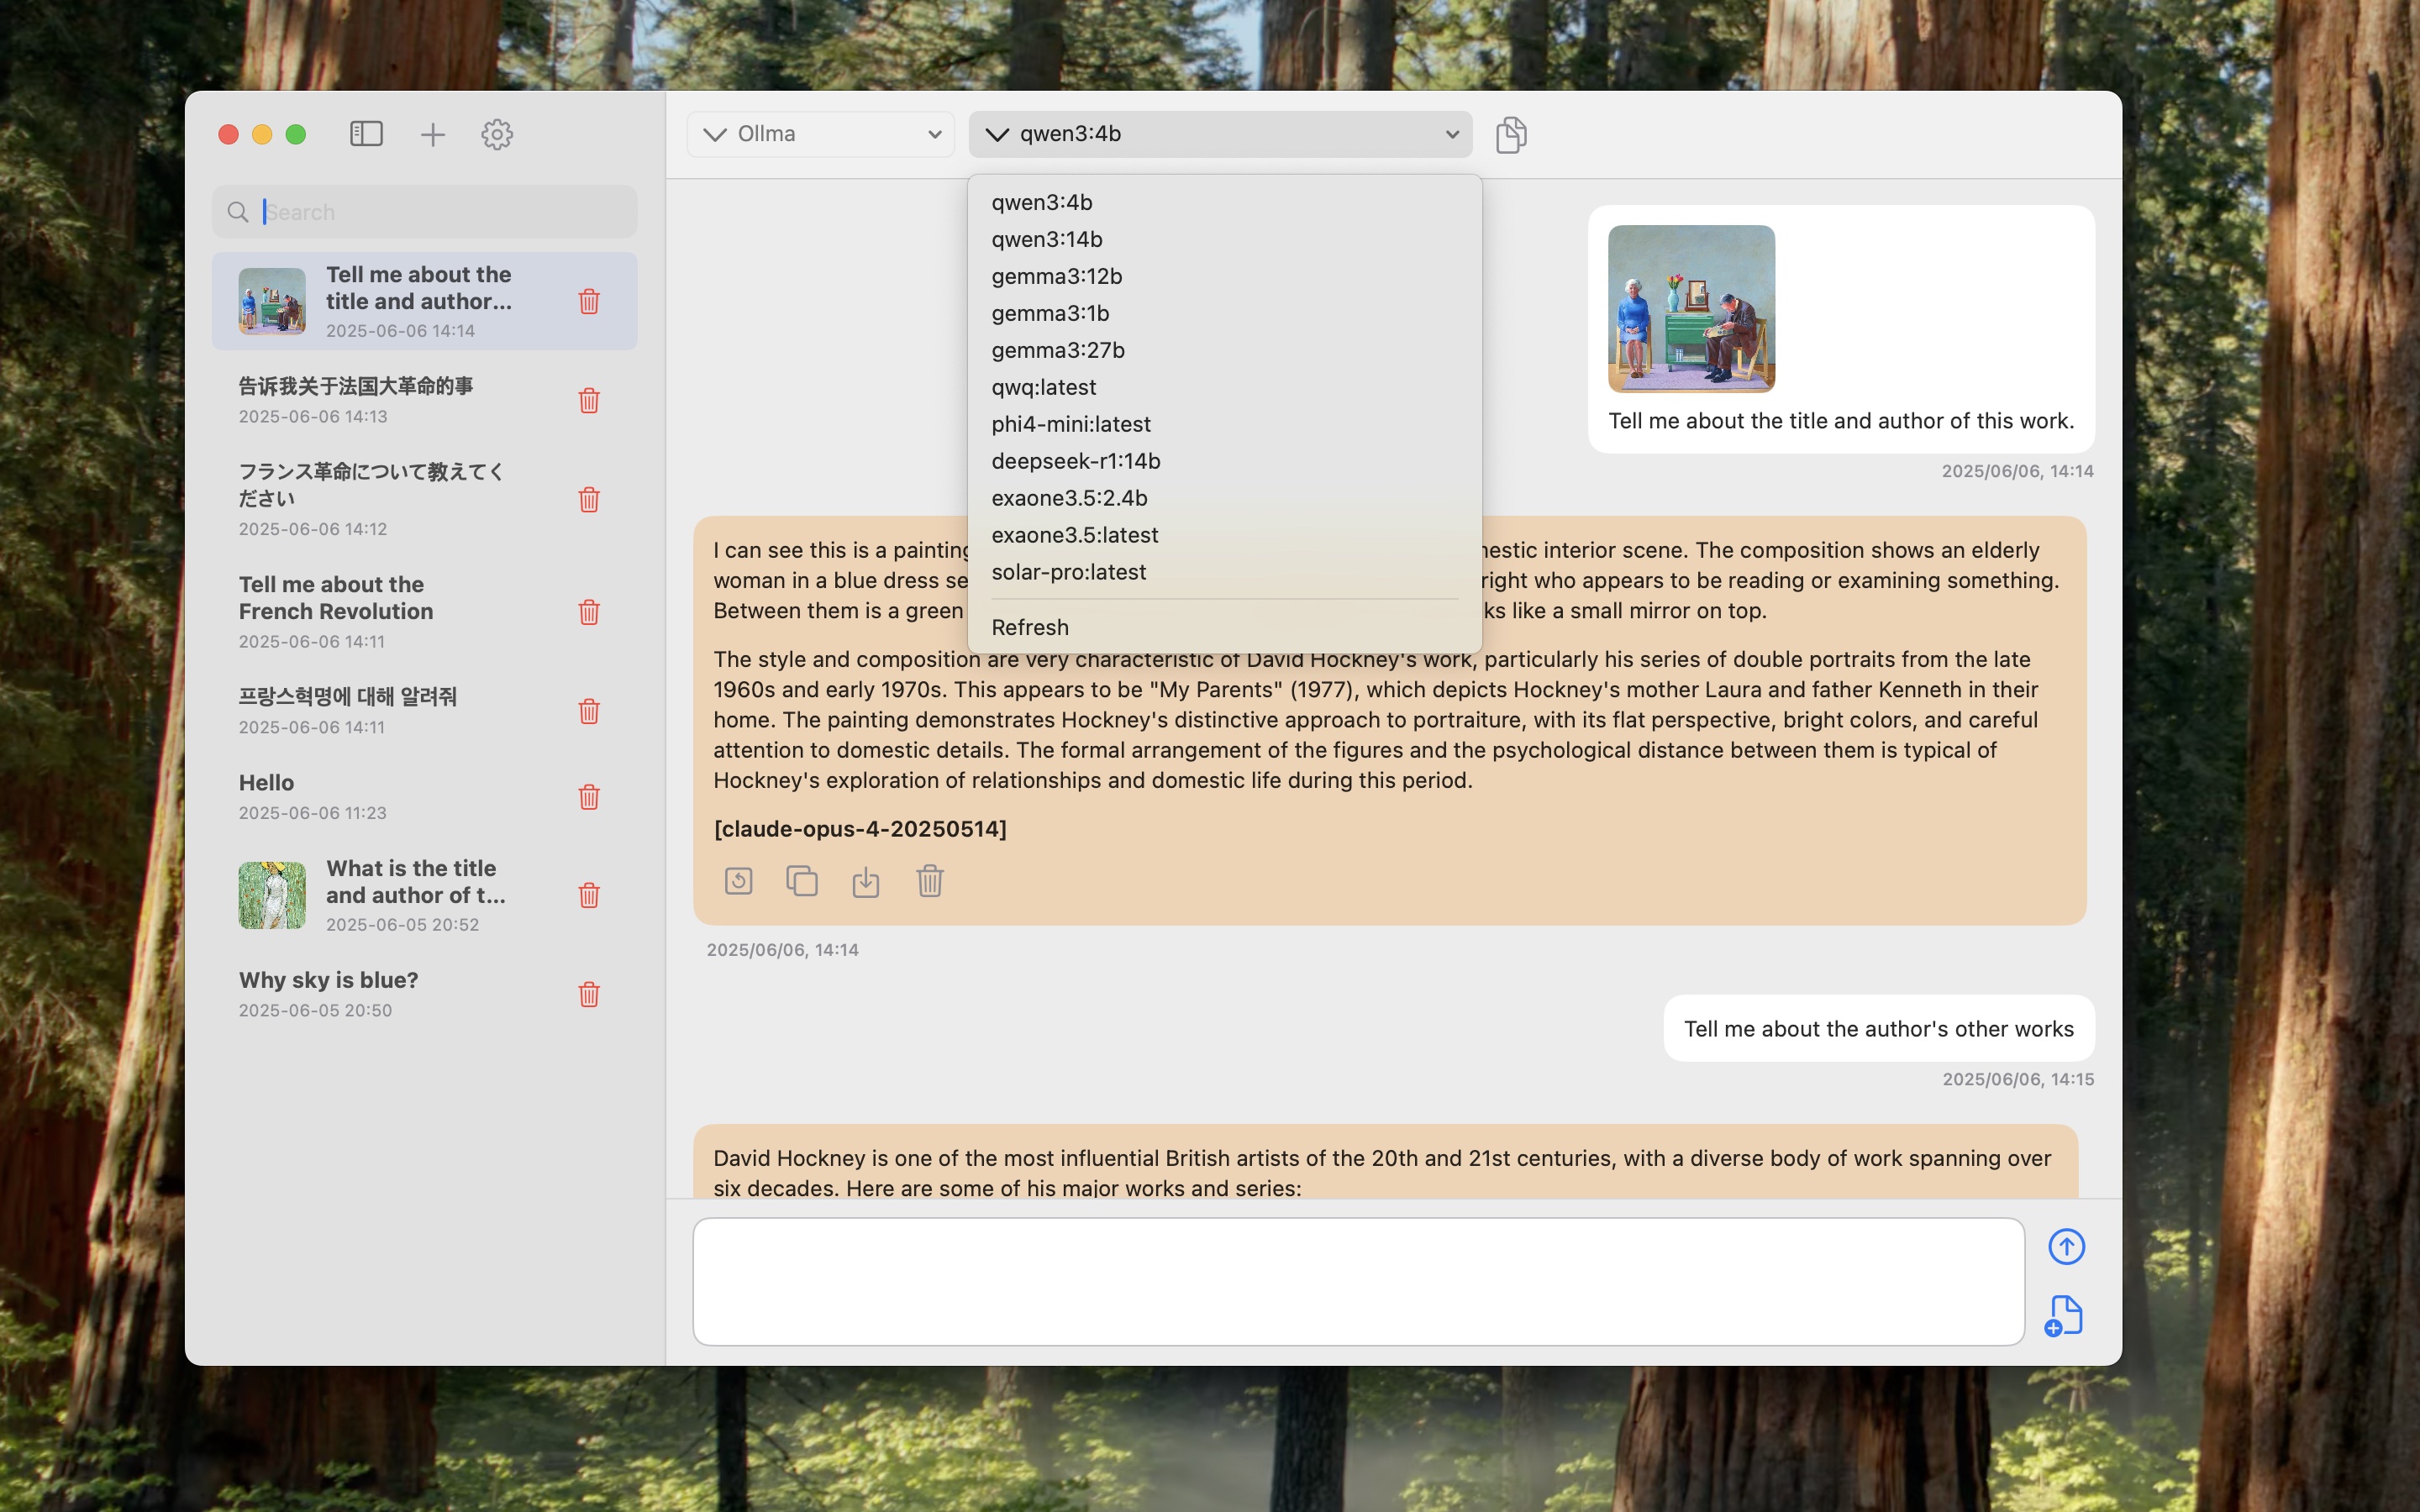 Ollma
qwen3:4b
Search
Tell me about the
title and author...
2025-06-06 14:14
告诉我关于法国大革命的事
2025-06-06 14:13
フランス革命について教えてく
ださい
2025-06-06 14:12
Tell me about the
French Revolution
2025-06-06 14:11
프랑스혁명에 대해 알려줘
2025-06-06 14:11
Hello
2025-06-06 11:23
What is the title
and author of t...
2025-06-05 20:52
Why sky is blue?
2025-06-05 20:50
qwen3:4b
qwen3:14b
gemma3:12b
gemma3:1b
gemma3:27b
qwq:latest
phi4-mini:latest
deepseek-r1:14b
exaone3.5:2.4b
exaone3.5:latest
solar-pro:latest
Refresh
Tell me about the title and author of this work.
2025/06/06, 14:14
I can see this is a painting interior scene. The composition shows an elderly
woman in a blue dress right who appears to be reading or examining something.
Between them is a green like a small mirror on top.
The style and composition are very characteristic of David Hockney's work, particularly his series of double portraits from the late
1960s and early 1970s. This appears to be "My Parents" (1977), which depicts Hockney's mother Laura and father Kenneth in their
home. The painting demonstrates Hockney's distinctive approach to portraiture, with its flat perspective, bright colors, and careful
attention to domestic details. The formal arrangement of the figures and the psychological distance between them is typical of
Hockney's exploration of relationships and domestic life during this period.
[claude-opus-4-20250514]
2025/06/06, 14:14
Tell me about the author's other works
2025/06/06, 14:15
David Hockney is one of the most influential British artists of the 20th and 21st centuries, with a diverse body of work spanning over
six decades. Here are some of his major works and series: